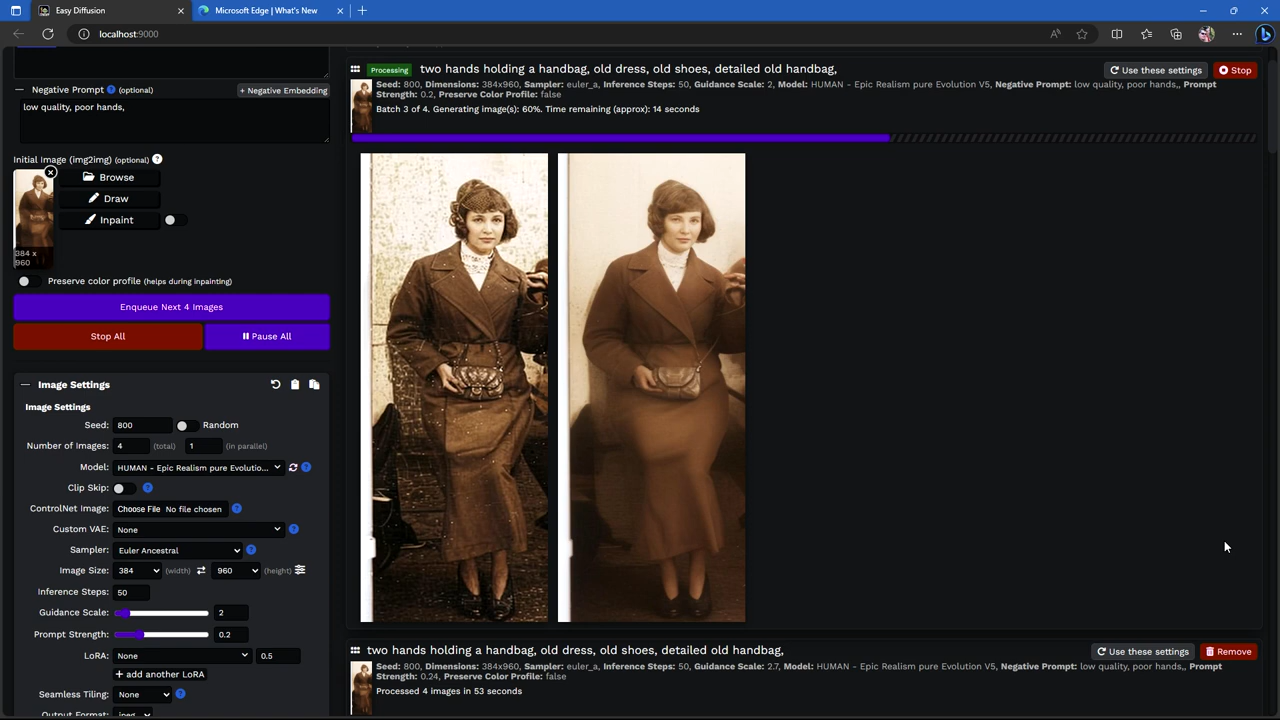 Easy Diffusion
Microsoft Edge | What's New
localhost:9000
Negative Prompt (optional)
+ Negative Embedding
low quality, poor hands,
Initial Image (img2img) (optional)
Browse
Draw
Inpaint
384 x
960
Preserve color profile (helps during inpainting)
Enqueue Next 4 Images
Stop All
Pause All
Image Settings
Image Settings
Seed: 800 Random
Number of Images: 4 (total) 1 (in parallel)
Model: HUMAN - Epic Realism pure Evolutio...
Clip Skip:
ControlNet Image: Choose File No file chosen
Custom VAE: None
Sampler: Euler Ancestral
Image Size: 384 (width) 960 (height)
Inference Steps: 50
Guidance Scale: 2
Prompt Strength: 0.2
LoRA: None 0.5
+ add another LoRA
Seamless Tiling: None
Output Format: jpeg
Processing two hands holding a handbag, old dress, old shoes, detailed old handbag,
Use these settings
Stop
Seed: 800, Dimensions: 384x960, Sampler: euler_a, Inference Steps: 50, Guidance Scale: 2, Model: HUMAN - Epic Realism pure Evolution V5, Negative Prompt: low quality, poor hands,, Prompt
Strength: 0.2, Preserve Color Profile: false
Batch 3 of 4. Generating image(s): 60%. Time remaining (approx): 14 seconds
two hands holding a handbag, old dress, old shoes, detailed old handbag,
Use these settings
Remove
Seed: 800, Dimensions: 384x960, Sampler: euler_a, Inference Steps: 50, Guidance Scale: 2.7, Model: HUMAN - Epic Realism pure Evolution V5, Negative Prompt: low quality, poor hands,, Prompt
Strength: 0.24, Preserve Color Profile: false
Processed 4 images in 53 seconds